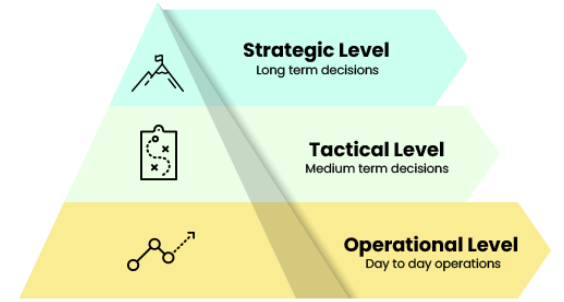 Strategic Level
Long term decisions
Tactical Level
Medium term decisions
Operational Level
Day to day operations